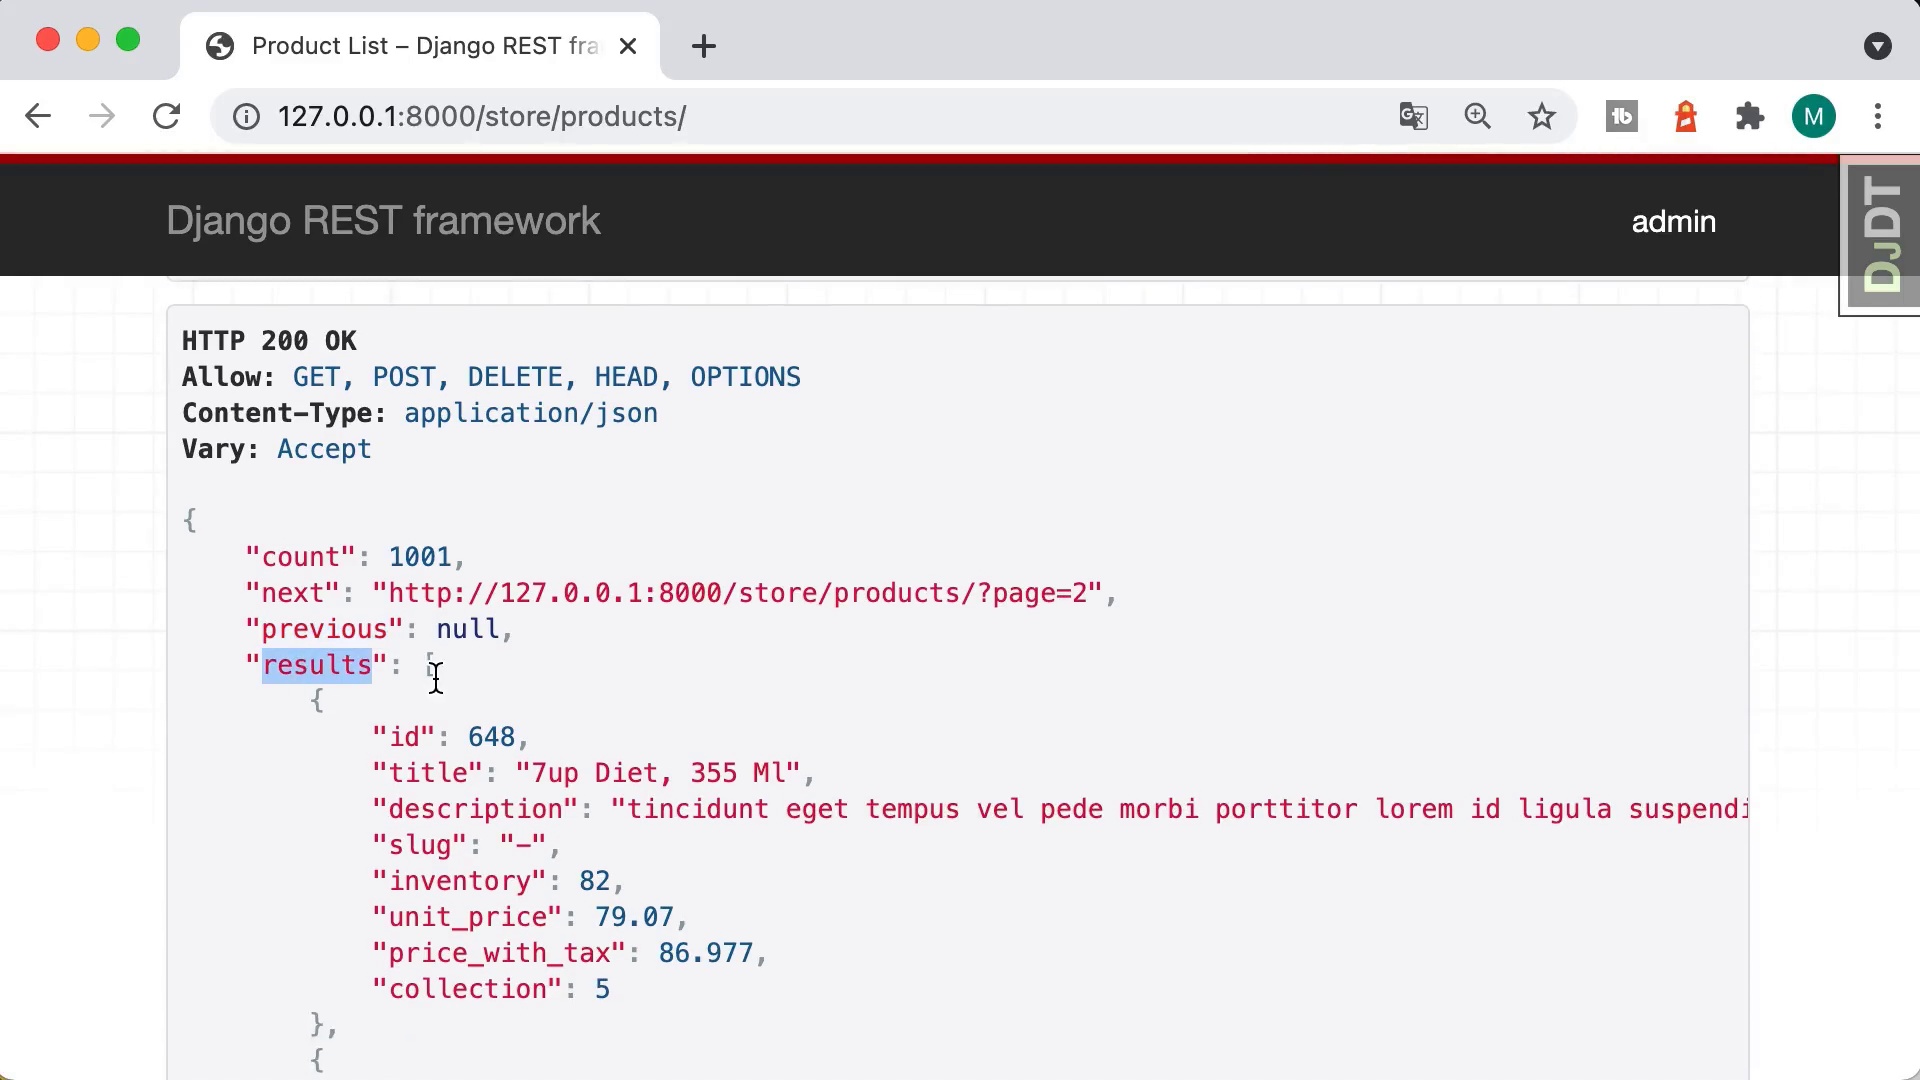 Product List – Django REST fra
127.0.0.1:8000/store/products/
M
Django REST framework
admin
DJDT
HTTP 200 OK
Allow: GET, POST, DELETE, HEAD, OPTIONS
Content-Type: application/json
Vary: Accept
{
"count": 1001,
"next": "http://127.0.0.1:8000/store/products/?page=2",
"previous": null,
"results": [
{
"id": 648,
"title": "7up Diet, 355 Ml",
"description": "tincidunt eget tempus vel pede morbi porttitor lorem id ligula suspendi
"slug": "-",
"inventory": 82,
"unit_price": 79.07,
"price_with_tax": 86.977,
"collection": 5
},
{